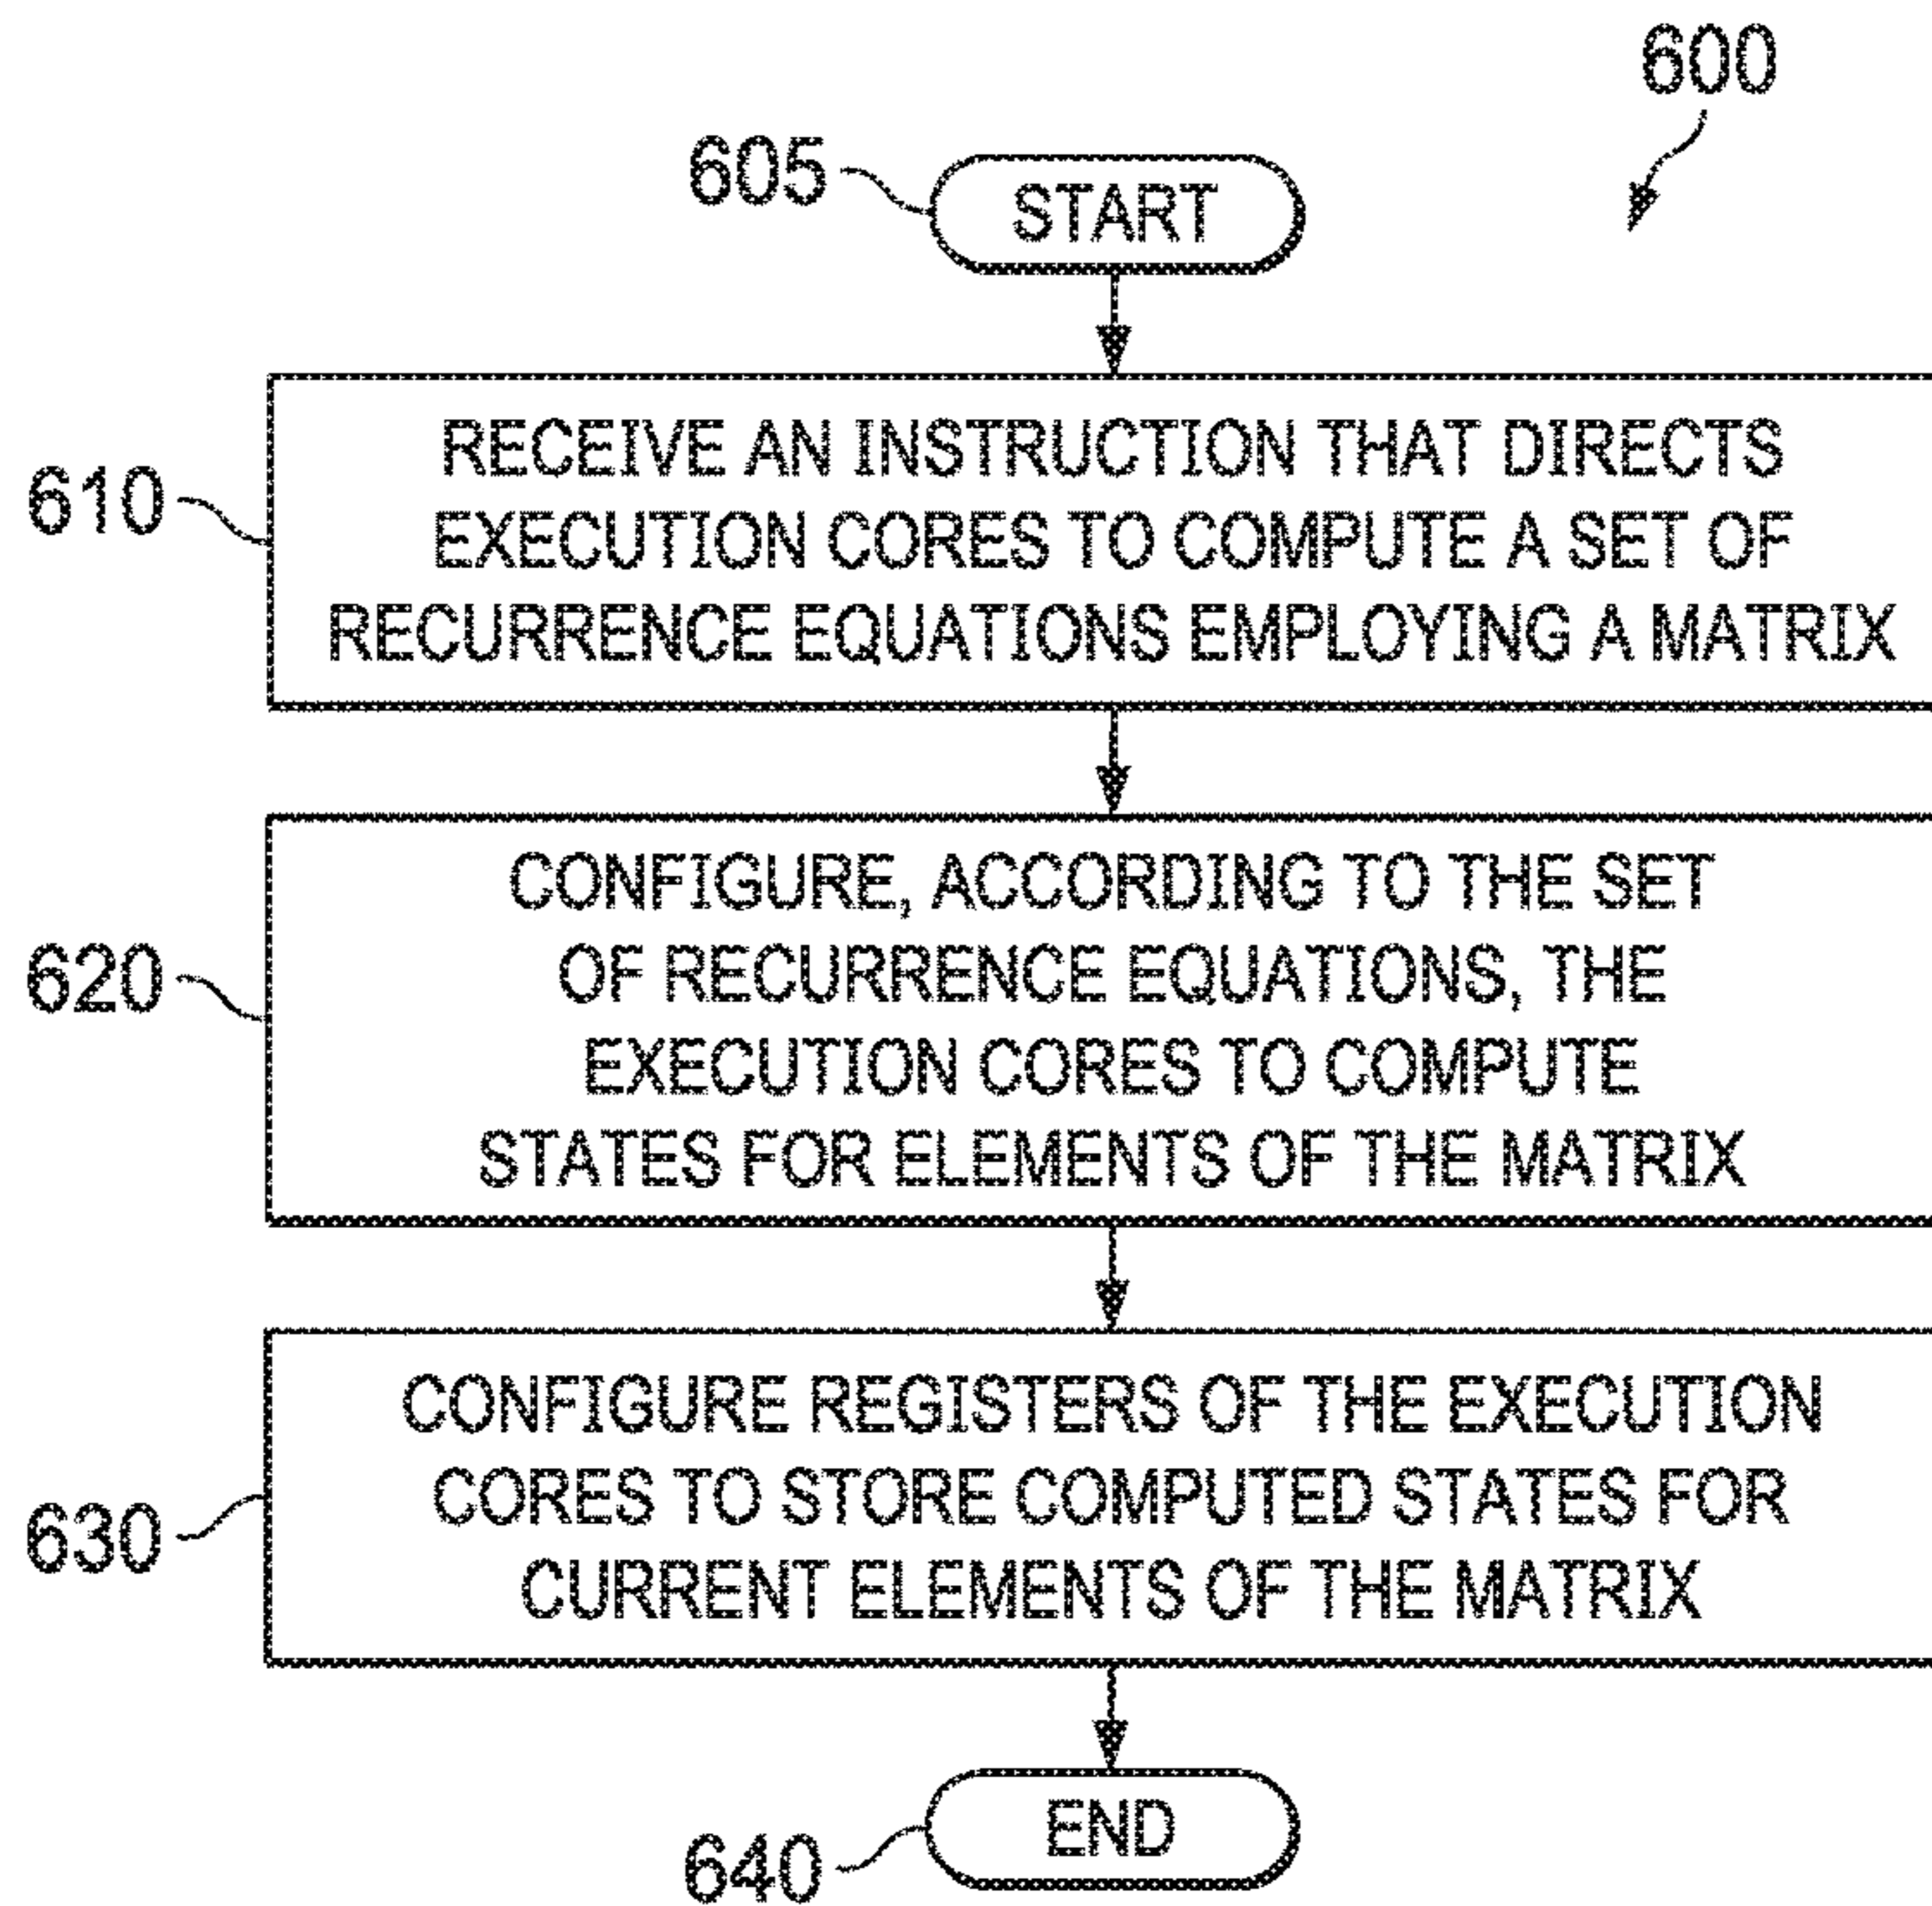 600
605
START
610
RECEIVE AN INSTRUCTION THAT DIRECTS
EXECUTION CORES TO COMPUTE A SET OF
RECURRENCE EQUATIONS EMPLOYING A MATRIX
620
CONFIGURE, ACCORDING TO THE SET
OF RECURRENCE EQUATIONS, THE
EXECUTION CORES TO COMPUTE
STATES FOR ELEMENTS OF THE MATRIX
630
CONFIGURE REGISTERS OF THE EXECUTION
CORES TO STORE COMPUTED STATES FOR
CURRENT ELEMENTS OF THE MATRIX
640
END